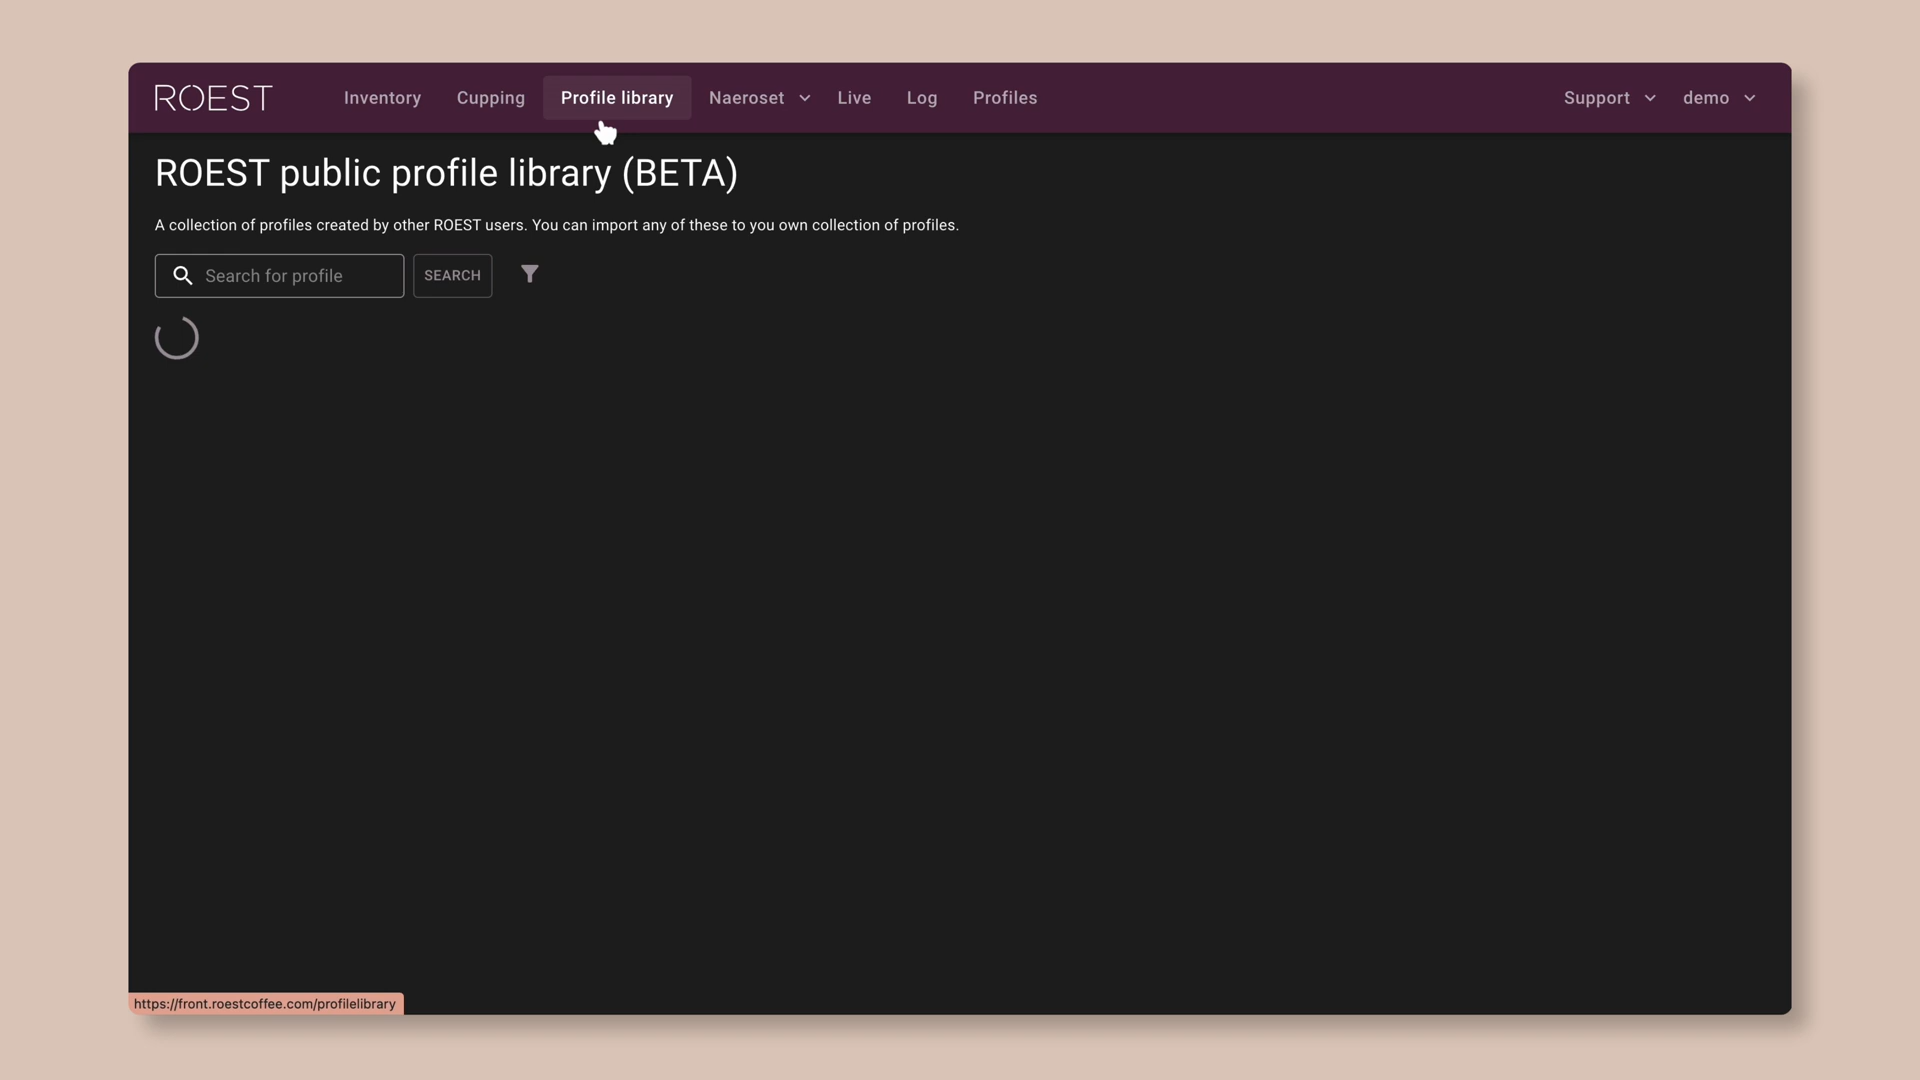 ROEST Inventory Cupping Profile library Naeroset Live Log Profiles Support demo
ROEST public profile library (BETA)
A collection of profiles created by other ROEST users. You can import any of these to you own collection of profiles.
Search for profile SEARCH
https://front.roestcoffee.com/profilelibrary